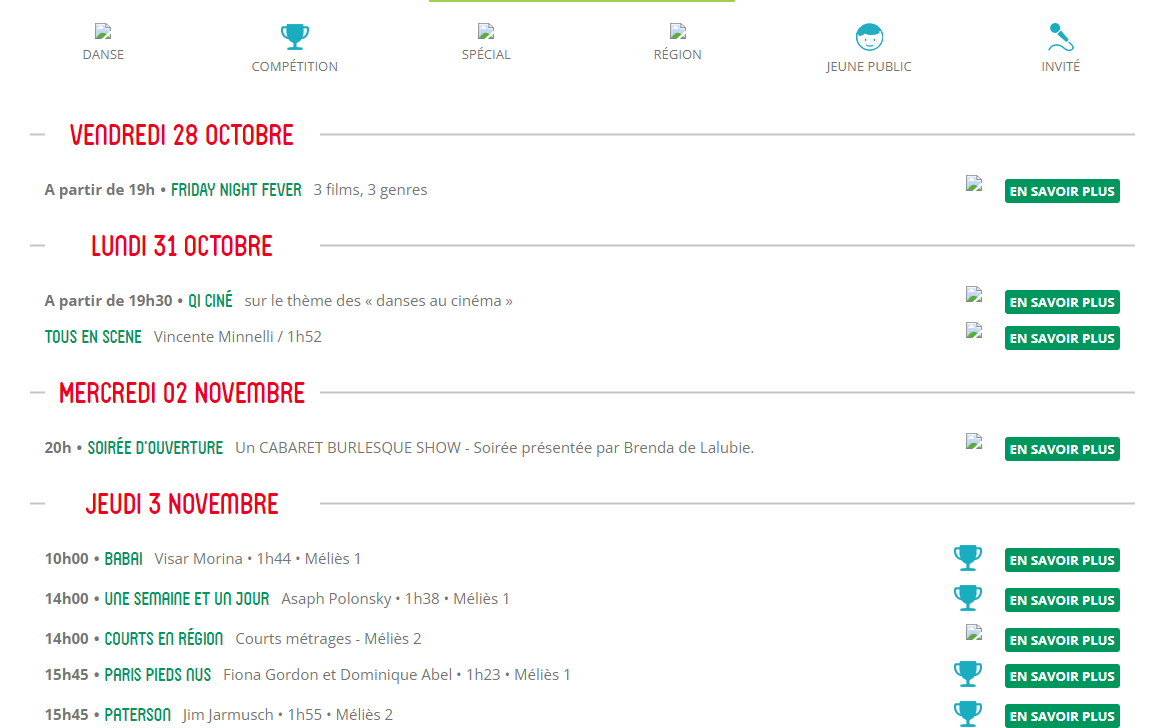 DANSE
COMPÉTITION
SPÉCIAL
RÉGION
JEUNE PUBLIC
INVITÉ
VENDREDI 28 OCTOBRE
A partir de 19h • FRIDAY NIGHT FEVER 3 films, 3 genres EN SAVOIR PLUS
LUNDI 31 OCTOBRE
A partir de 19h30 • QI CINÉ sur le thème des « danses au cinéma » EN SAVOIR PLUS
TOUS EN SCENE Vincente Minnelli / 1h52 EN SAVOIR PLUS
MERCREDI 02 NOVEMBRE
20h • SOIRÉE D'OUVERTURE Un CABARET BURLESQUE SHOW - Soirée présentée par Brenda de Lalubie. EN SAVOIR PLUS
JEUDI 3 NOVEMBRE
10h00 • BABAI Visar Morina • 1h44 • Méliès 1 EN SAVOIR PLUS
14h00 • UNE SEMAINE ET UN JOUR Asaph Polonsky • 1h38 • Méliès 1 EN SAVOIR PLUS
14h00 • COURTS EN RÉGION Courts métrages - Méliès 2 EN SAVOIR PLUS
15h45 • PARIS PIEDS NUS Fiona Gordon et Dominique Abel • 1h23 • Méliès 1 EN SAVOIR PLUS
15h45 • PATERSON Jim Jarmusch • 1h55 • Méliès 2 EN SAVOIR PLUS